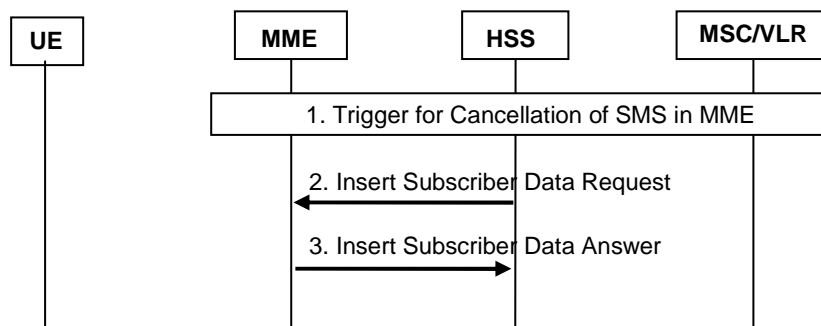 UE
MME
HSS
MSC/VLR
1. Trigger for Cancellation of SMS in MME
2. Insert Subscriber Data Request
3. Insert Subscriber Data Answer